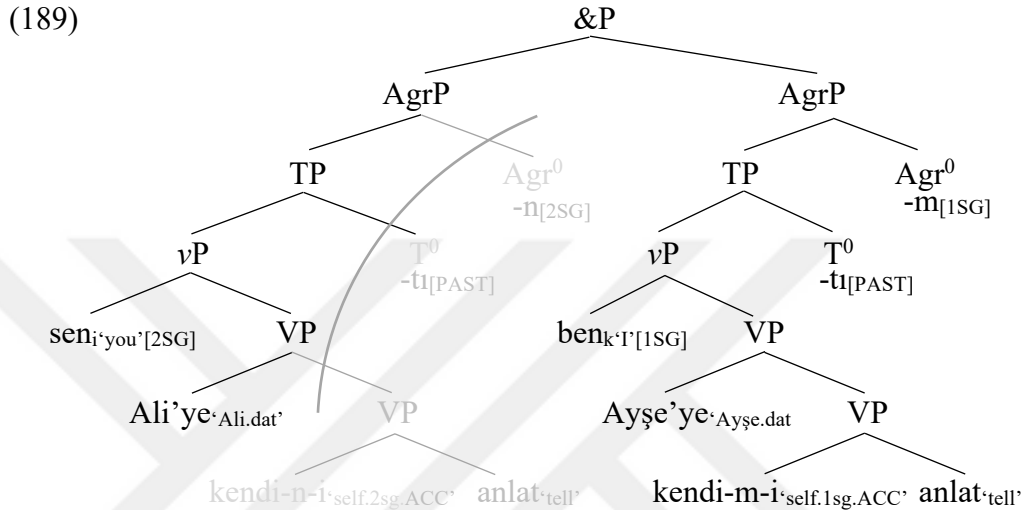 (189) &P
AgrP AgrP
TP Agr⁰ TP Agr⁰
-n[2SG] -m[1SG]
vP T⁰ vP T⁰
-tı[PAST] -tı[PAST]
senᵢ‘you’[2SG] VP benₖ‘I’[1SG] VP
Ali’ye‘Ali.dat’ VP Ayşe’ye‘Ayşe.dat VP
kendi-n-i‘self.2sg.ACC’ anlat‘tell’ kendi-m-i‘self.1sg.ACC’ anlat‘tell’